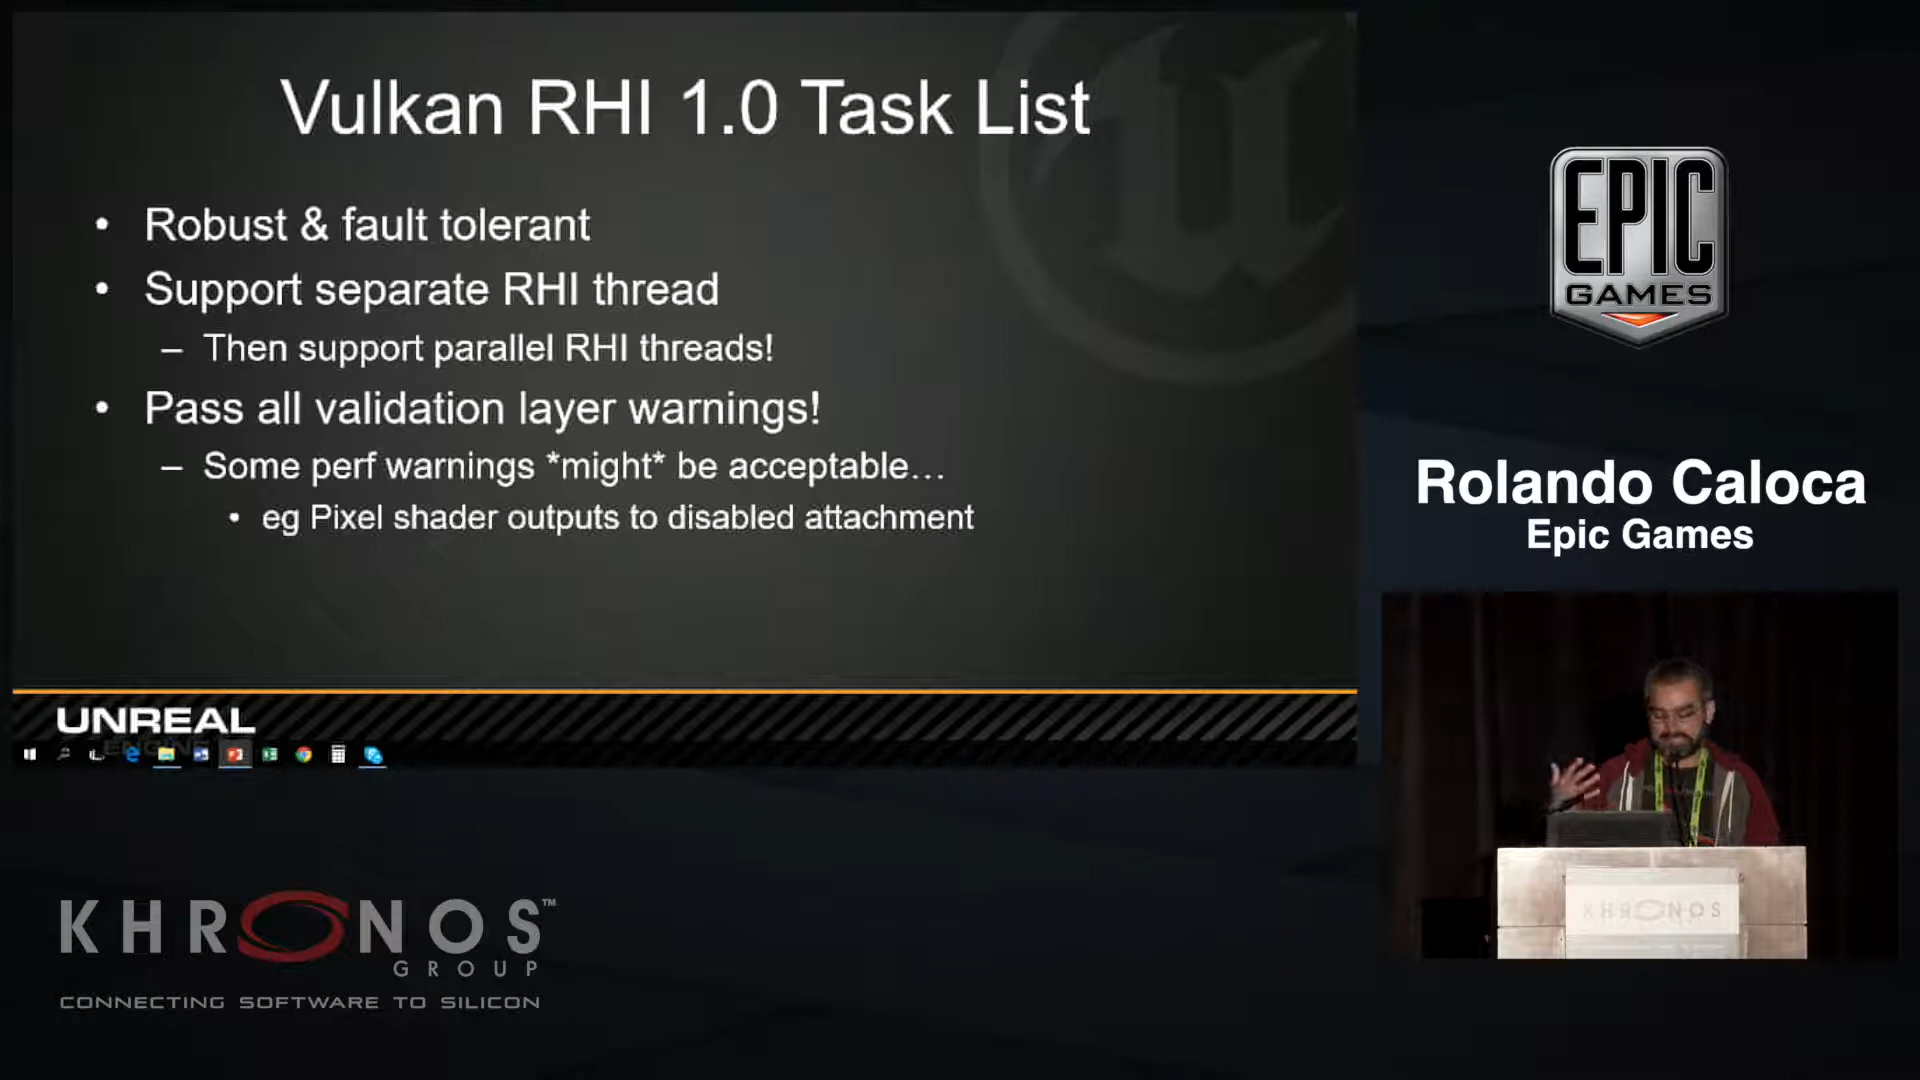 Vulkan RHI 1.0 Task List
• Robust & fault tolerant
• Support separate RHI thread
– Then support parallel RHI threads!
• Pass all validation layer warnings!
– Some perf warnings *might* be acceptable…
• eg Pixel shader outputs to disabled attachment
UNREAL
ENGINE
EPIC
GAMES
Rolando Caloca
Epic Games
KHRONOS
KHRONOS™
GROUP
CONNECTING SOFTWARE TO SILICON